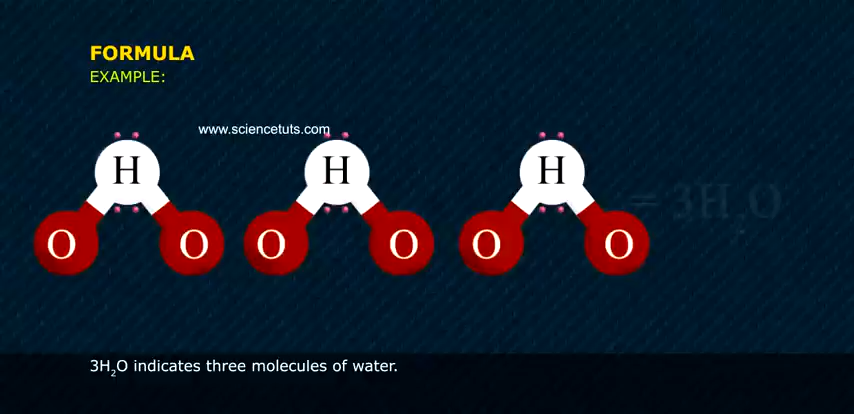 FORMULA
EXAMPLE:
www.sciencetuts.com
H H H
= 3H₂O
O O O O O O
3H₂O indicates three molecules of water.